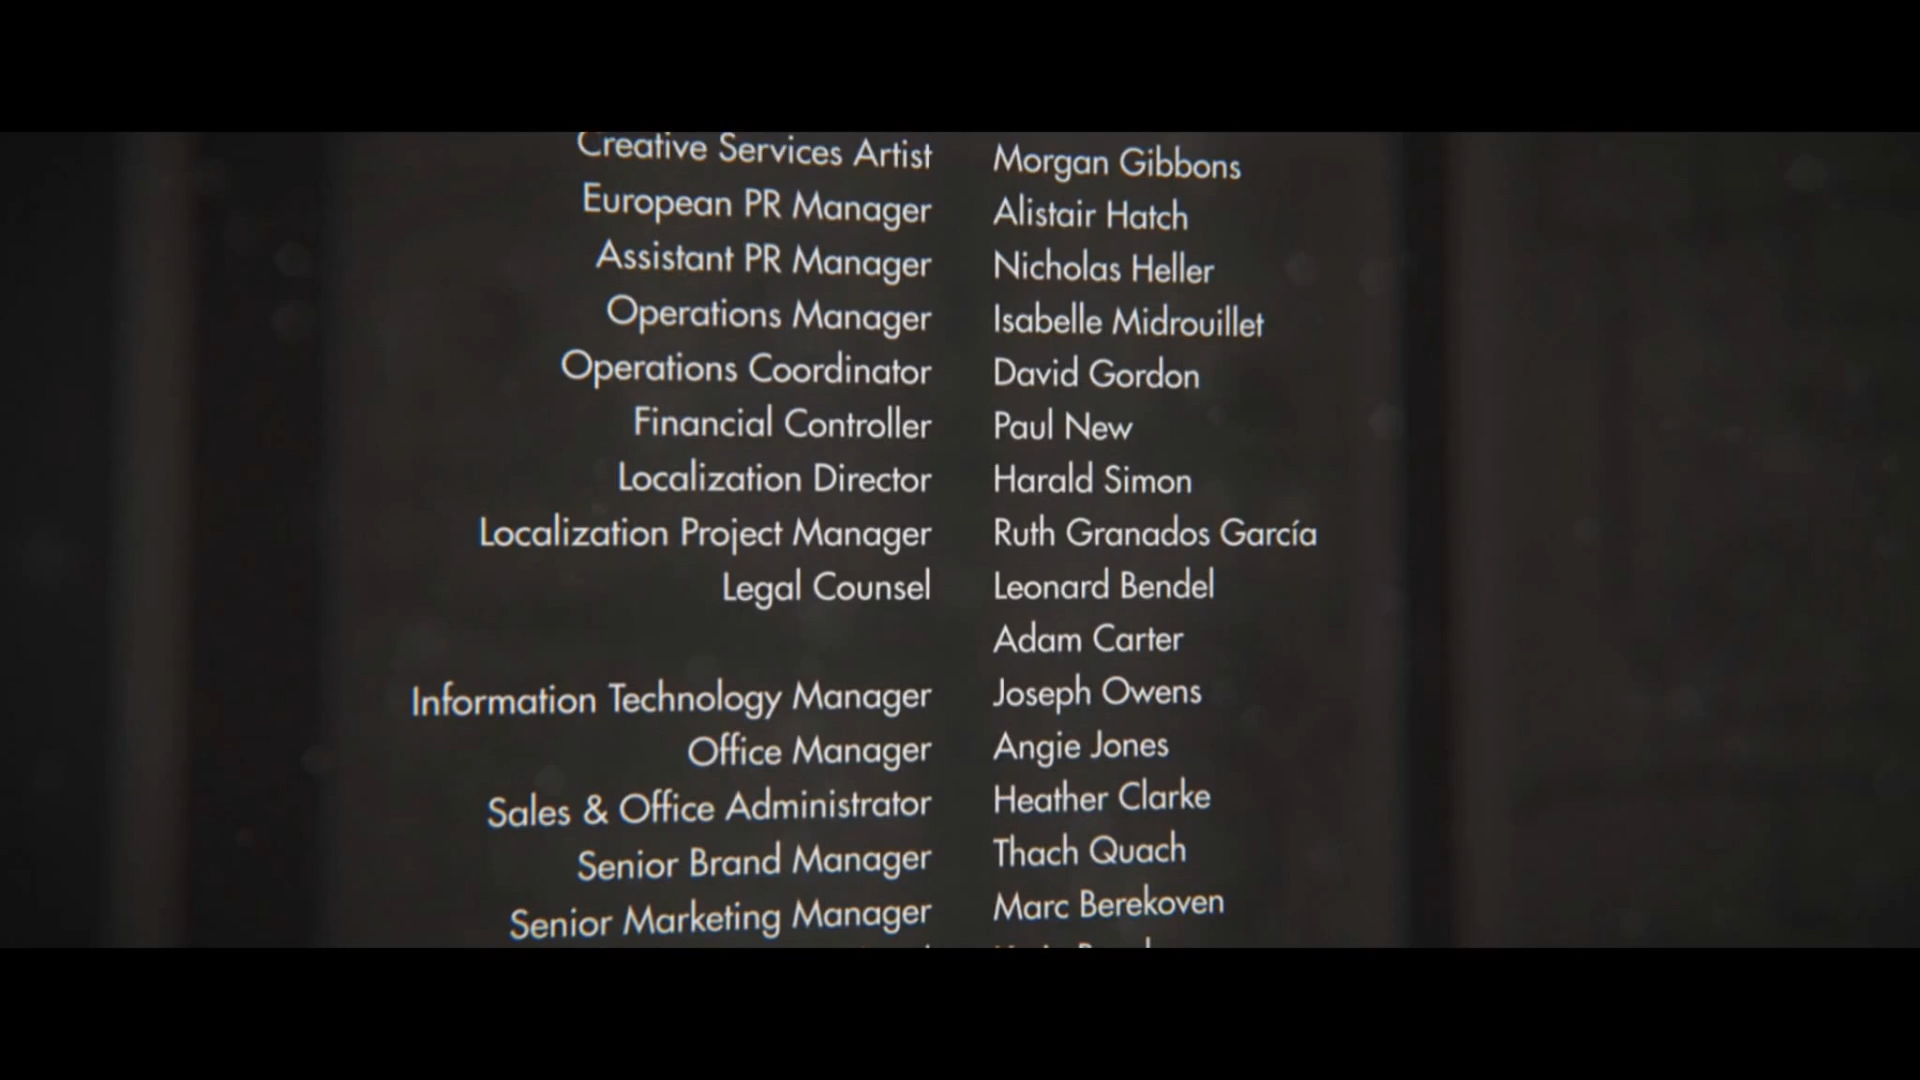 Creative Services Artist Morgan Gibbons
European PR Manager Alistair Hatch
Assistant PR Manager Nicholas Heller
Operations Manager Isabelle Midrouillet
Operations Coordinator David Gordon
Financial Controller Paul New
Localization Director Harald Simon
Localization Project Manager Ruth Granados García
Legal Counsel Leonard Bendel
Adam Carter
Information Technology Manager Joseph Owens
Office Manager Angie Jones
Sales & Office Administrator Heather Clarke
Senior Brand Manager Thach Quach
Senior Marketing Manager Marc Berekoven